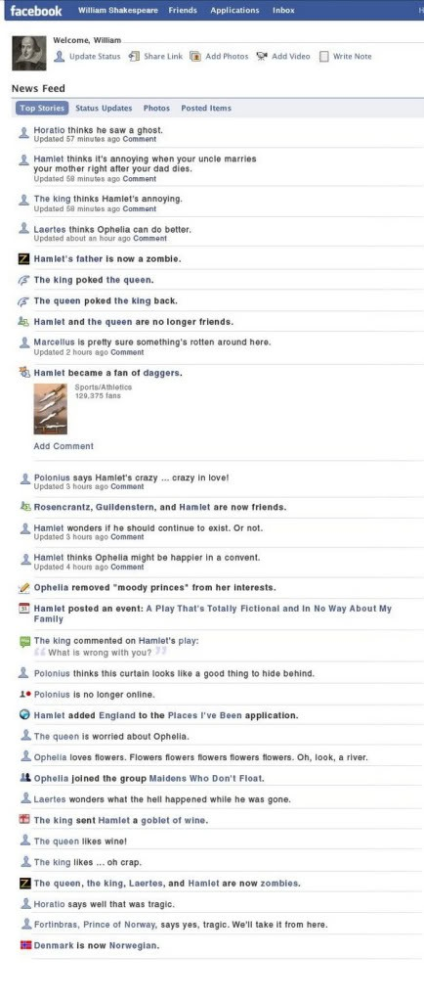 facebook William Shakespeare Friends Applications Inbox H
Welcome, William
Update Status Share Link Add Photos Add Video Write Note
News Feed
Top Stories Status Updates Photos Posted Items
Horatio thinks he saw a ghost.
Updated 57 minutes ago Comment
Hamlet thinks it's annoying when your uncle marries
your mother right after your dad dies.
Updated 58 minutes ago Comment
The king thinks Hamlet's annoying.
Updated 58 minutes ago Comment
Laertes thinks Ophelia can do better.
Updated about an hour ago Comment
Hamlet's father is now a zombie.
The king poked the queen.
The queen poked the king back.
Hamlet and the queen are no longer friends.
Marcellus is pretty sure something's rotten around here.
Updated 2 hours ago Comment
Hamlet became a fan of daggers.
Sports/Athletics
129,375 fans
Add Comment
Polonius says Hamlet's crazy ... crazy in love!
Updated 3 hours ago Comment
Rosencrantz, Guildenstern, and Hamlet are now friends.
Hamlet wonders if he should continue to exist. Or not.
Updated 3 hours ago Comment
Hamlet thinks Ophelia might be happier in a convent.
Updated 4 hours ago Comment
Ophelia removed "moody princes" from her interests.
Hamlet posted an event: A Play That's Totally Fictional and In No Way About My
Family
The king commented on Hamlet's play:
“ What is wrong with you? ”
Polonius thinks this curtain looks like a good thing to hide behind.
Polonius is no longer online.
Hamlet added England to the Places I've Been application.
The queen is worried about Ophelia.
Ophelia loves flowers. Flowers flowers flowers flowers flowers. Oh, look, a river.
Ophelia joined the group Maidens Who Don't Float.
Laertes wonders what the hell happened while he was gone.
The king sent Hamlet a goblet of wine.
The queen likes wine!
The king likes ... oh crap.
The queen, the king, Laertes, and Hamlet are now zombies.
Horatio says well that was tragic.
Fortinbras, Prince of Norway, says yes, tragic. We'll take it from here.
Denmark is now Norwegian.